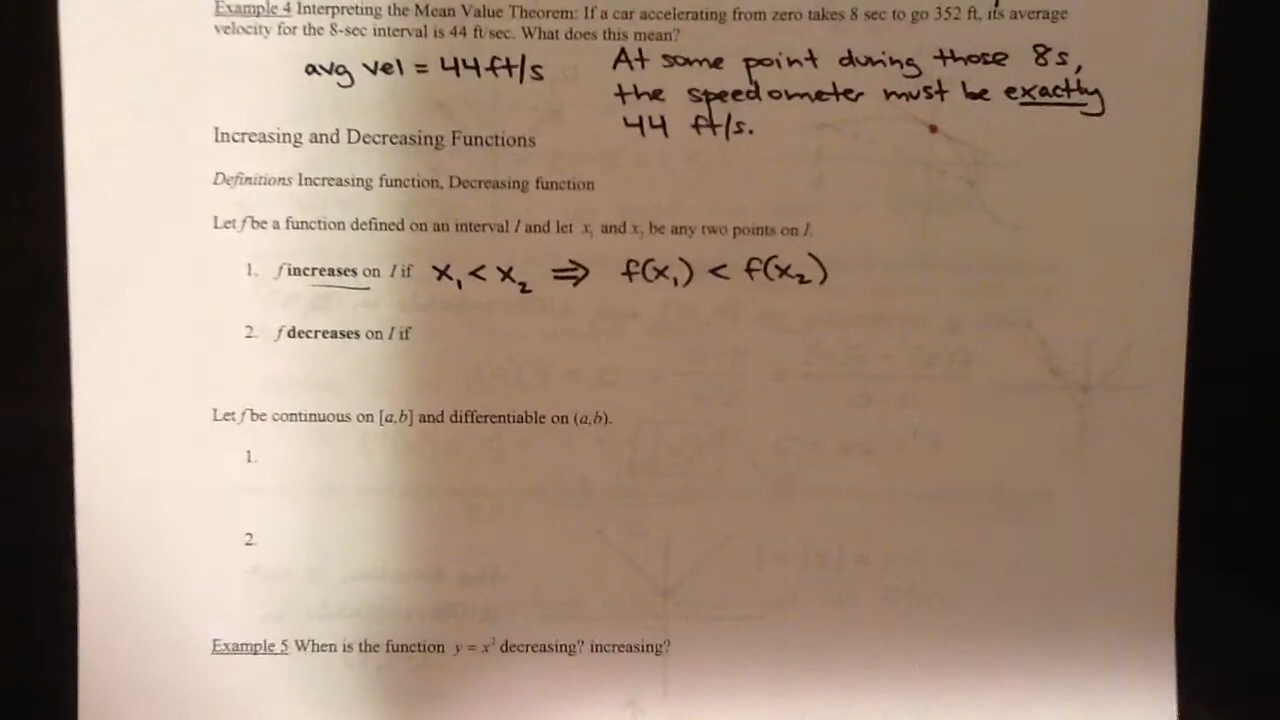 Example 4 Interpreting the Mean Value Theorem: If a car accelerating from zero takes 8 sec to go 352 ft, its average
velocity for the 8-sec interval is 44 ft/sec. What does this mean?
avg vel = 44 ft/s
At some point during those 8s,
the speedometer must be exactly
44 ft/s.
Increasing and Decreasing Functions
Definitions Increasing function, Decreasing function
Let f be a function defined on an interval I and let x₁ and x₂ be any two points on I.
1. f increases on I if x₁ < x₂ ⇒ f(x₁) < f(x₂)
2. f decreases on I if
Let f be continuous on [a,b] and differentiable on (a,b).
1.
2.
Example 5 When is the function y = x² decreasing? increasing?